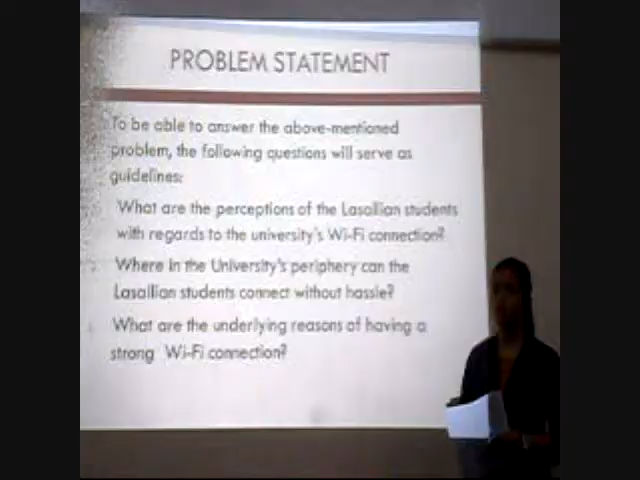 PROBLEM STATEMENT
To be able to answer the above-mentioned
problem, the following questions will serve as
guidelines:
What are the perceptions of the Lasallian students
with regards to the university's Wi-Fi connection?
Where in the University's periphery can the
Lasallian students connect without hassle?
What are the underlying reasons of having a
strong Wi-Fi connection?